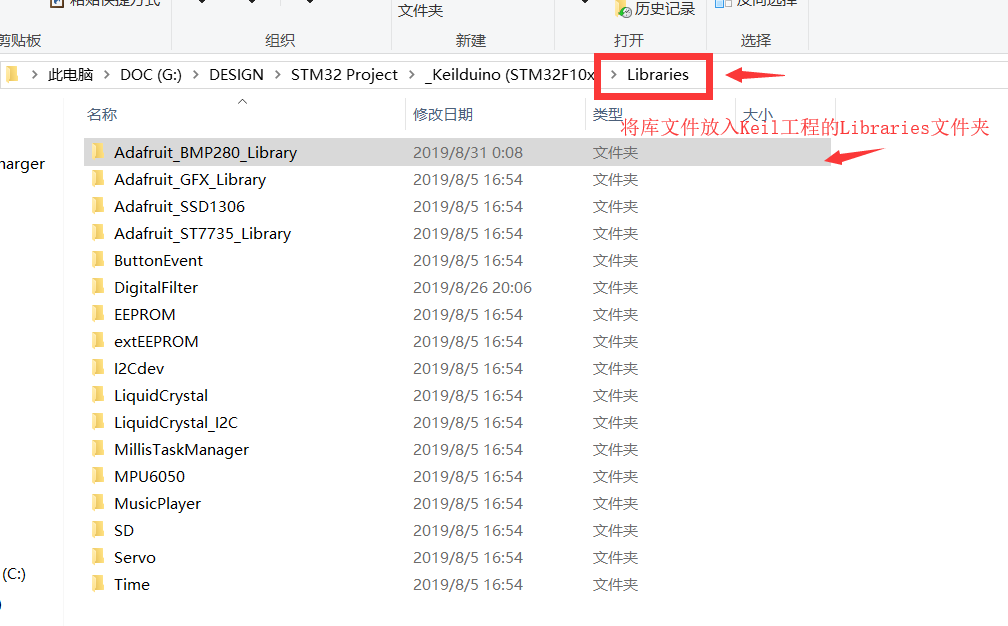 粘贴快捷方式
文件夹
历史记录
反向选择
剪贴板
组织
新建
打开
选择
此电脑 > DOC (G:) > DESIGN > STM32 Project > _Keilduino (STM32F10x > Libraries
名称 修改日期 类型 大小
将库文件放入Keil工程的Libraries文件夹
harger
Adafruit_BMP280_Library 2019/8/31 0:08 文件夹
Adafruit_GFX_Library 2019/8/5 16:54 文件夹
Adafruit_SSD1306 2019/8/5 16:54 文件夹
Adafruit_ST7735_Library 2019/8/5 16:54 文件夹
ButtonEvent 2019/8/5 16:54 文件夹
DigitalFilter 2019/8/26 20:06 文件夹
EEPROM 2019/8/5 16:54 文件夹
extEEPROM 2019/8/5 16:54 文件夹
I2Cdev 2019/8/5 16:54 文件夹
LiquidCrystal 2019/8/5 16:54 文件夹
LiquidCrystal_I2C 2019/8/5 16:54 文件夹
MillisTaskManager 2019/8/5 16:54 文件夹
MPU6050 2019/8/5 16:54 文件夹
MusicPlayer 2019/8/5 16:54 文件夹
SD 2019/8/5 16:54 文件夹
Servo 2019/8/5 16:54 文件夹
(C:)
Time 2019/8/5 16:54 文件夹